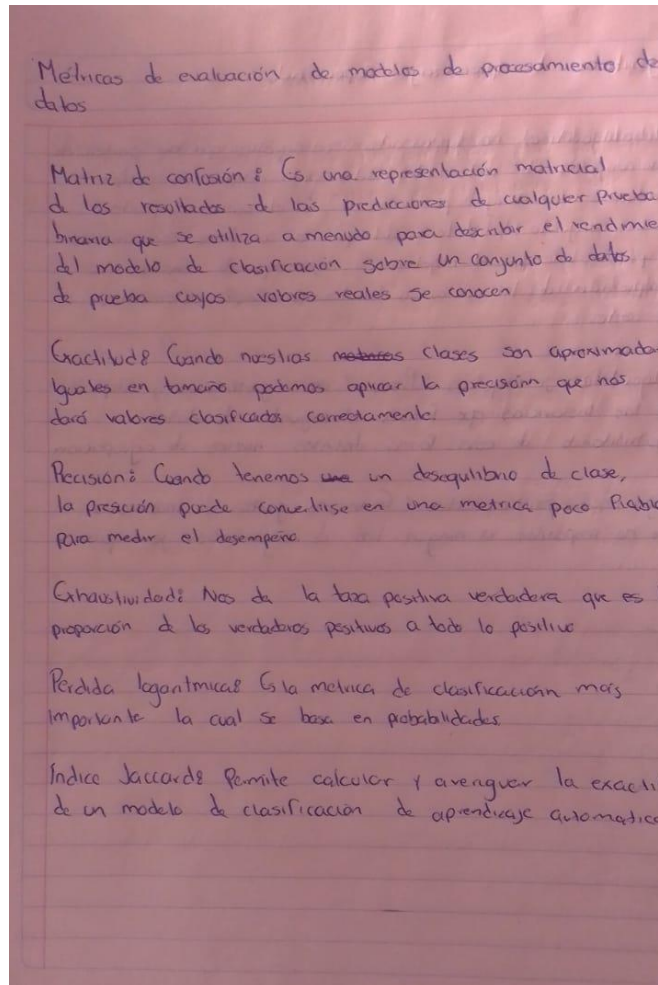 Métricas de evaluación de modelos de procesamiento de
datos
Matriz de confusión: Es una representación matricial
de los resultados de las predicciones de cualquier prueba
binaria que se utiliza a menudo para describir el rendimie
del modelo de clasificación sobre un conjunto de datos
de prueba cuyos valores reales se conocen
Exactitud: Cuando nuestras clases son aproximada
iguales en tamaño podemos aplicar la precisión que nos
dará valores clasificados correctamente.
Precisión: Cuando tenemos un desequilibrio de clase,
la presción puede convertirse en una metrica poco fiable
para medir el desempeño
Exhaustividad: Nos da la taza positiva verdadera que es
proporción de los verdaderos positivos a todo lo positivo
Perdida logaritmica: Es la metrica de clasificación mas
importante la cual se basa en probabilidades
Índice Jaccard: Permite calcular y averiguar la exacti
de un modelo de clasificación de aprendizaje automatico